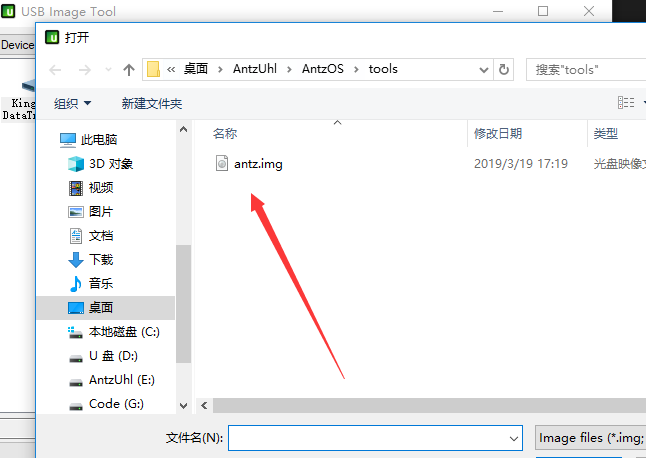 USB Image Tool
Device
打开
King
DataTr
« 桌面 > AntzUhl > AntzOS > tools
搜索"tools"
组织 新建文件夹
名称 修改日期 类型
antz.img 2019/3/19 17:19 光盘映像文
此电脑
3D 对象
视频
图片
文档
下载
音乐
桌面
本地磁盘 (C:)
U 盘 (D:)
AntzUhl (E:)
Code (G:)
文件名(N):
Image files (*.img;